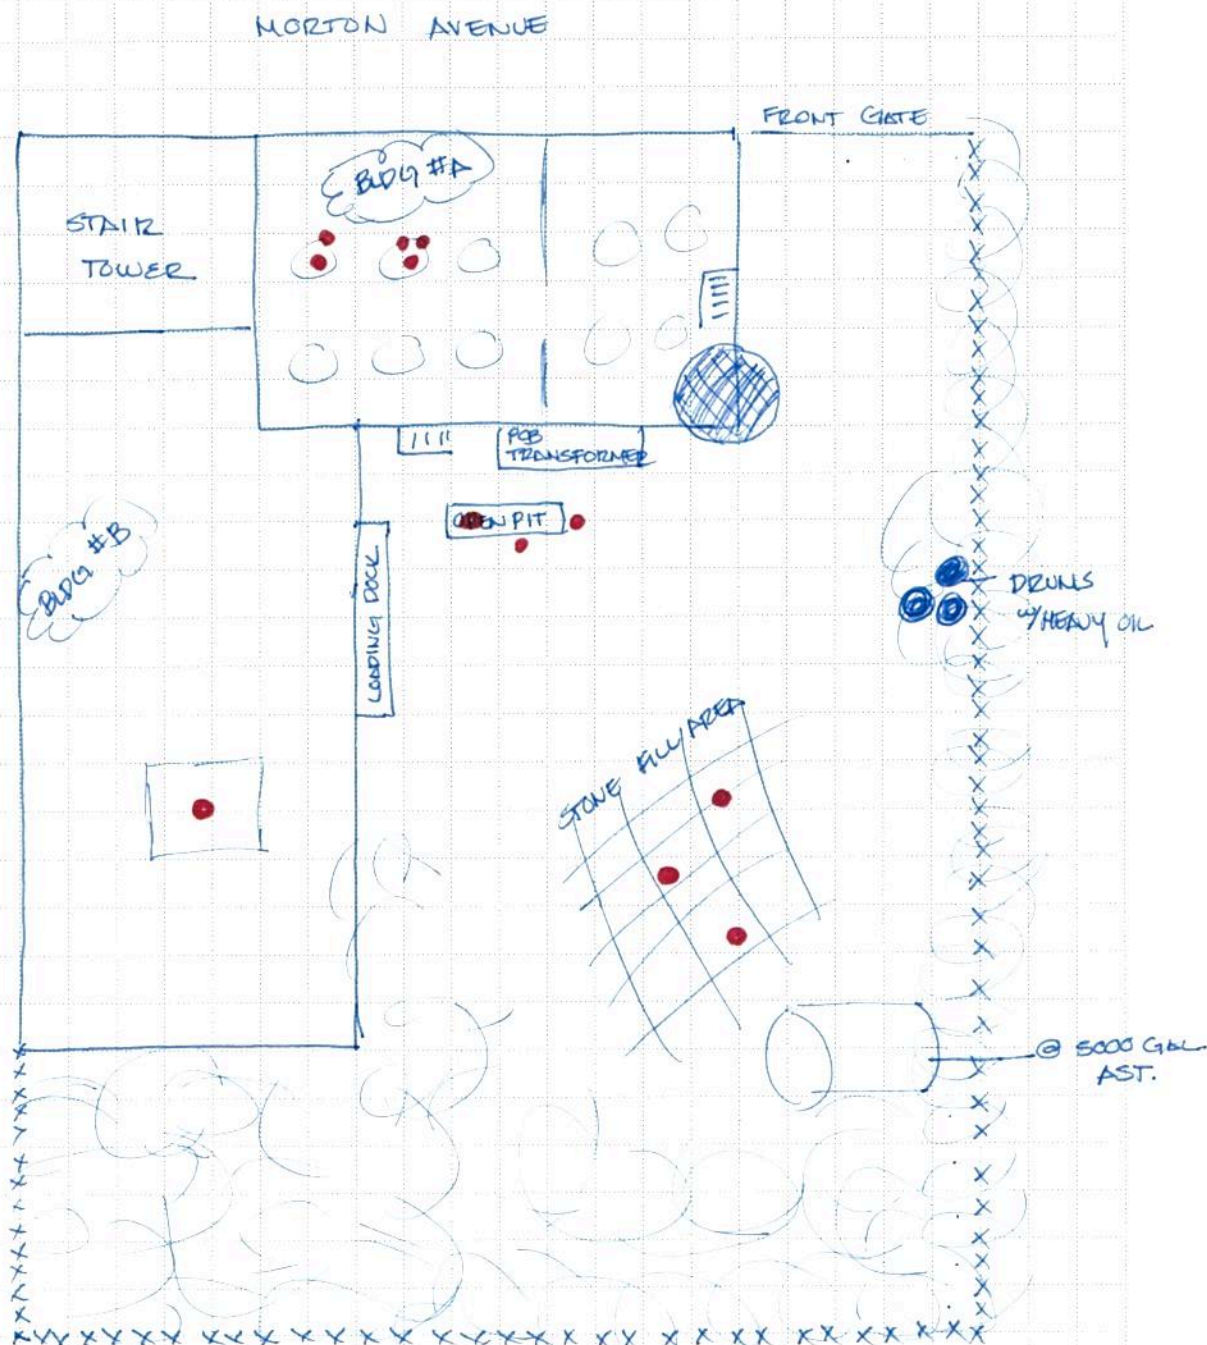 MORTON AVENUE
FRONT GATE
BLDG #A
STAIR
TOWER
PCB
TRANSFORMER
OPEN PIT
BLDG #B
LOADING DOCK
DRUMS
W/HEAVY OIL
STONE FILL AREA
@ 5000 GAL
AST.